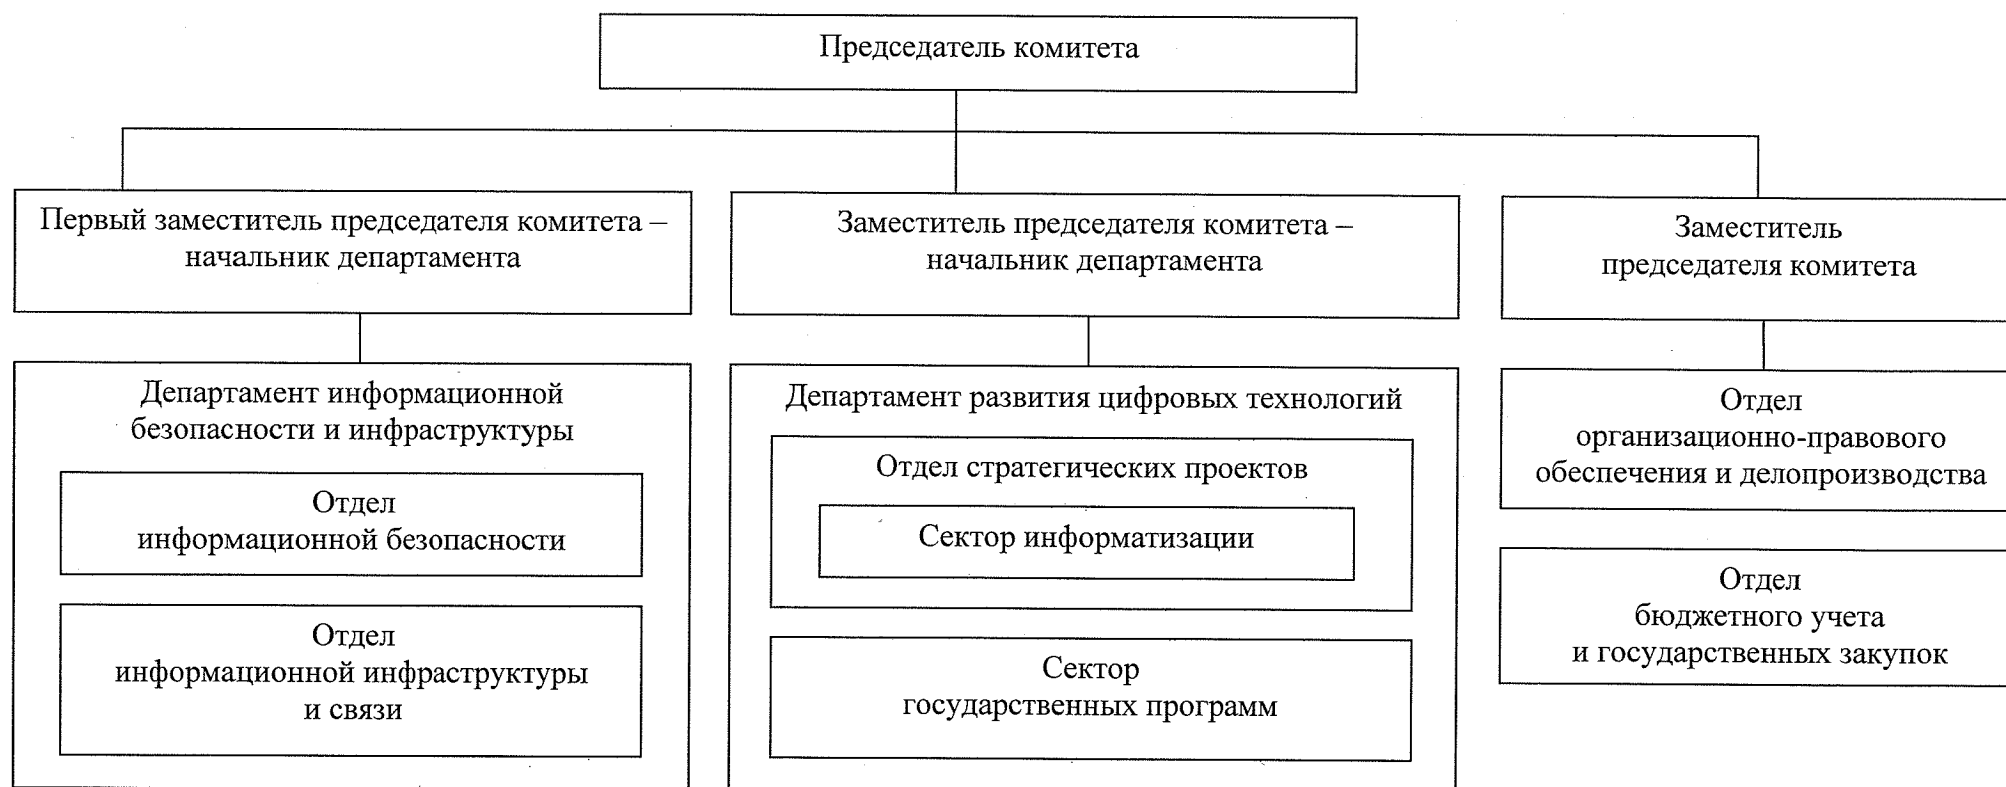 Председатель комитета
Первый заместитель председателя комитета –
начальник департамента
Заместитель председателя комитета –
начальник департамента
Заместитель
председателя комитета
Департамент информационной
безопасности и инфраструктуры
Отдел
информационной безопасности
Отдел
информационной инфраструктуры
и связи
Департамент развития цифровых технологий
Отдел стратегических проектов
Сектор информатизации
Сектор
государственных программ
Отдел
организационно-правового
обеспечения и делопроизводства
Отдел
бюджетного учета
и государственных закупок